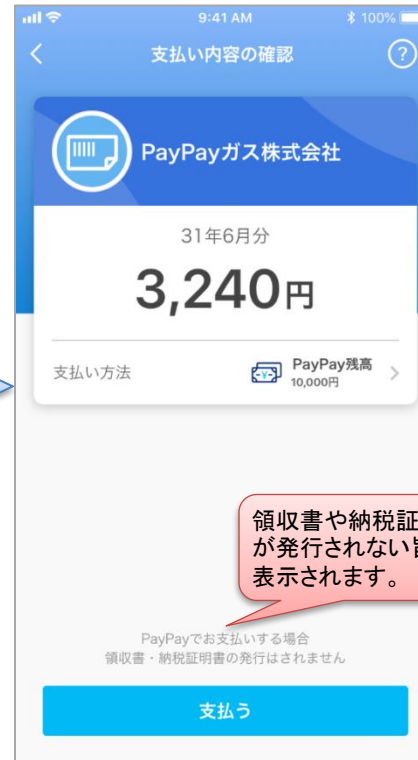 9:41 AM
100%
支払い内容の確認
?
PayPayガス株式会社
31年6月分
3,240円
支払い方法
PayPay残高
10,000円
領収書や納税証
が発行されない旨
表示されます。
PayPayでお支払いする場合
領収書・納税証明書の発行はされません
支払う